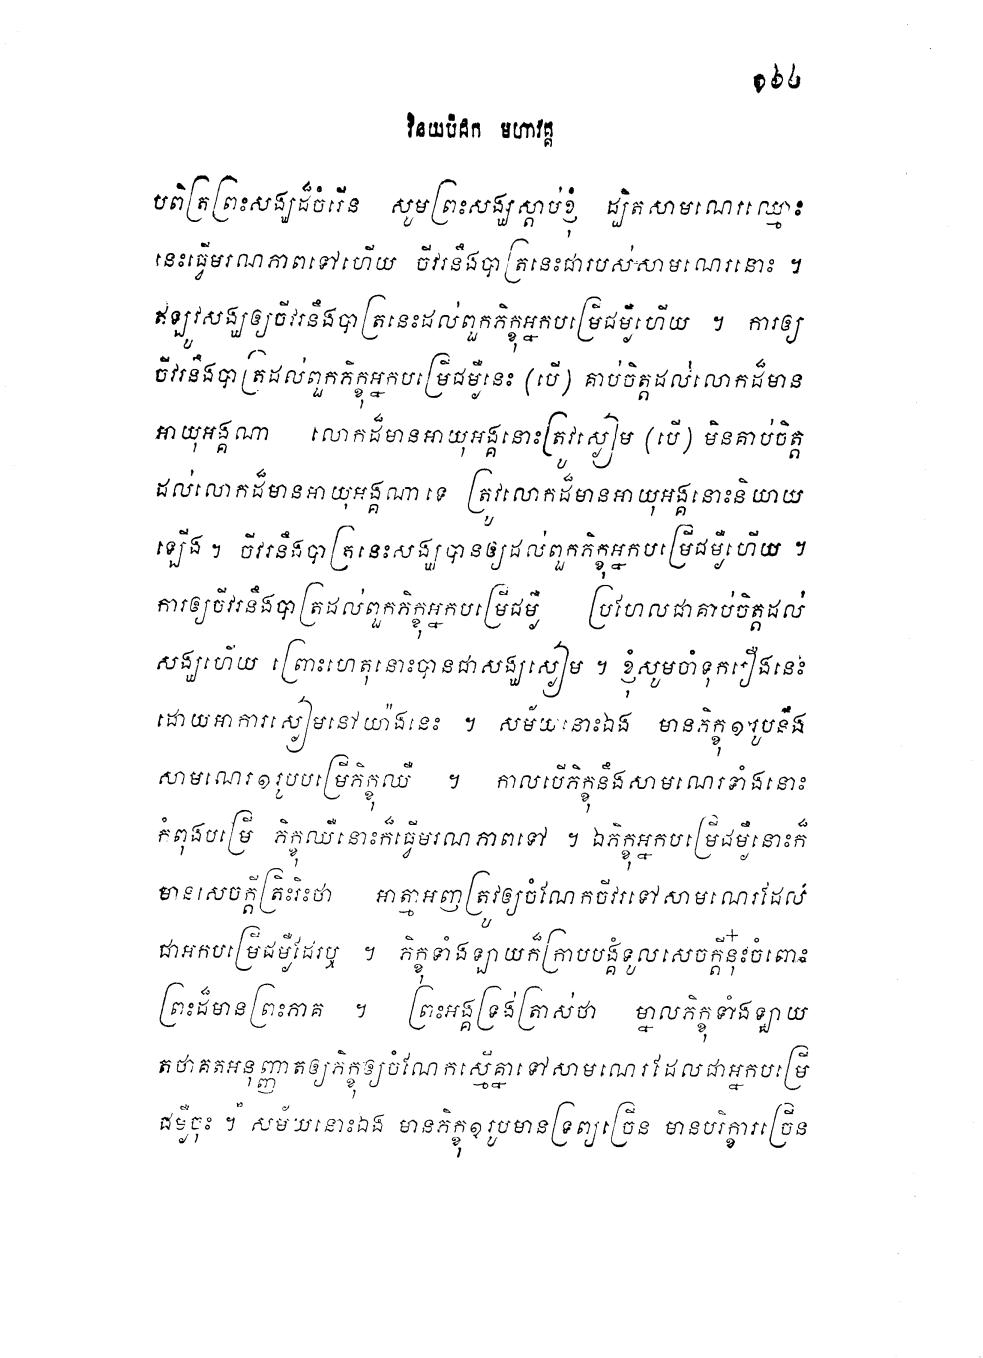 ១៦៤
វិនយបិដក មហាវគ្គ
បពិត្រព្រះសង្ឃដ៏ចំរើន សូមព្រះសង្ឃស្តាប់ខ្ញុំ ដ្បិតសាមណេរឈ្មោះ
នេះធ្វើមរណភាពទៅហើយ ចីវរនឹងបាត្រនេះជារបស់សាមណេរនោះ ។
ឥឡូវសង្ឃឲ្យចីវរនឹងបាត្រនេះដល់ពួកភិក្ខុអ្នកបម្រើជម្ងឺហើយ ។ ការឲ្យ
ចីវរនឹងបាត្រដល់ពួកភិក្ខុអ្នកបម្រើជម្ងឺនេះ (បើ) គាប់ចិត្តដល់លោកដ៏មាន
អាយុអង្គណា លោកដ៏មានអាយុអង្គនោះត្រូវស្ងៀម (បើ) មិនគាប់ចិត្ត
ដល់លោកដ៏មានអាយុអង្គណាទេ ត្រូវលោកដ៏មានអាយុអង្គនោះនិយាយ
ឡើង ។ ចីវរនឹងបាត្រនេះសង្ឃបានឲ្យដល់ពួកភិក្ខុអ្នកបម្រើជម្ងឺហើយ ។
ការឲ្យចីវរនឹងបាត្រដល់ពួកភិក្ខុអ្នកបម្រើជម្ងឺ ប្រហែលជាគាប់ចិត្តដល់
សង្ឃហើយ ព្រោះហេតុនោះបានជាសង្ឃស្ងៀម ។ ខ្ញុំសូមចាំទុករឿងនេះ
ដោយអាការស្ងៀមនៅយ៉ាងនេះ ។ សម័យនោះឯង មានភិក្ខុ១រូបនឹង
សាមណេរ១រូបបម្រើភិក្ខុឈឺ ។ កាលបើភិក្ខុនឹងសាមណេរទាំងនោះ
កំពុងបម្រើ ភិក្ខុឈឺនោះក៏ធ្វើមរណភាពទៅ ។ ឯភិក្ខុអ្នកបម្រើជម្ងឺនោះក៏
មានសេចក្តីត្រិះរិះថា អាត្មាអញត្រូវឲ្យចំណែកចីវរទៅសាមណេរដែល
ជាអកបម្រើជម្ងឺដែរឬ ។ ភិក្ខុទាំងឡាយក៏ក្រាបបង្គំទូលសេចក្តីនុ៎ះចំពោះ
ព្រះដ៏មានព្រះភាគ ។ ព្រះអង្គទ្រង់ត្រាស់ថា ម្នាលភិក្ខុទាំងឡាយ
តថាគតអនុញ្ញាតឲ្យភិក្ខុឲ្យចំណែកស្មើគ្នាទៅសាមណេរដែលជាអ្នកបម្រើ
ជម្ងឺចុះ ។ សម័យនោះឯង មានភិក្ខុ១រូបមានទ្រព្យច្រើន មានបរិក្ខារច្រើន